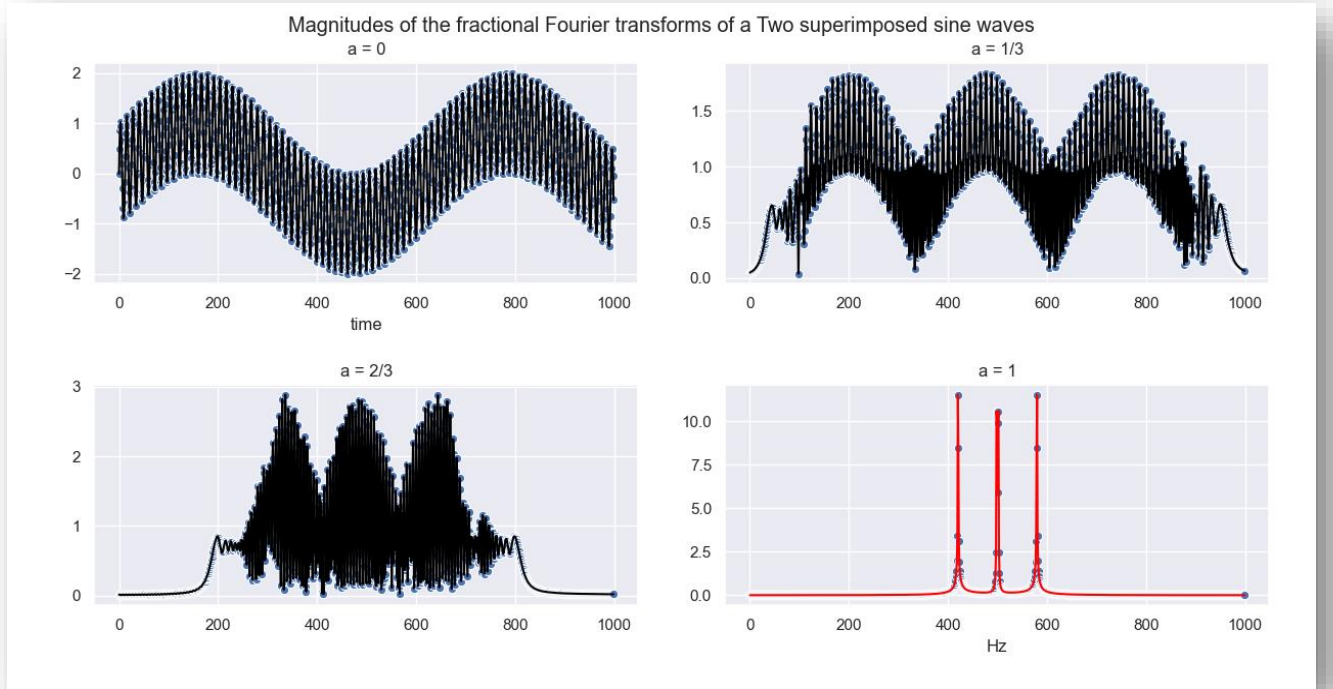 Magnitudes of the fractional Fourier transforms of a Two superimposed sine waves
a = 0
2
1
0
−1
−2
0 200 400 600 800 1000
time
a = 1/3
1.5
1.0
0.5
0.0
0 200 400 600 800 1000
a = 2/3
3
2
1
0
0 200 400 600 800 1000
a = 1
10.0
7.5
5.0
2.5
0.0
0 200 400 600 800 1000
Hz